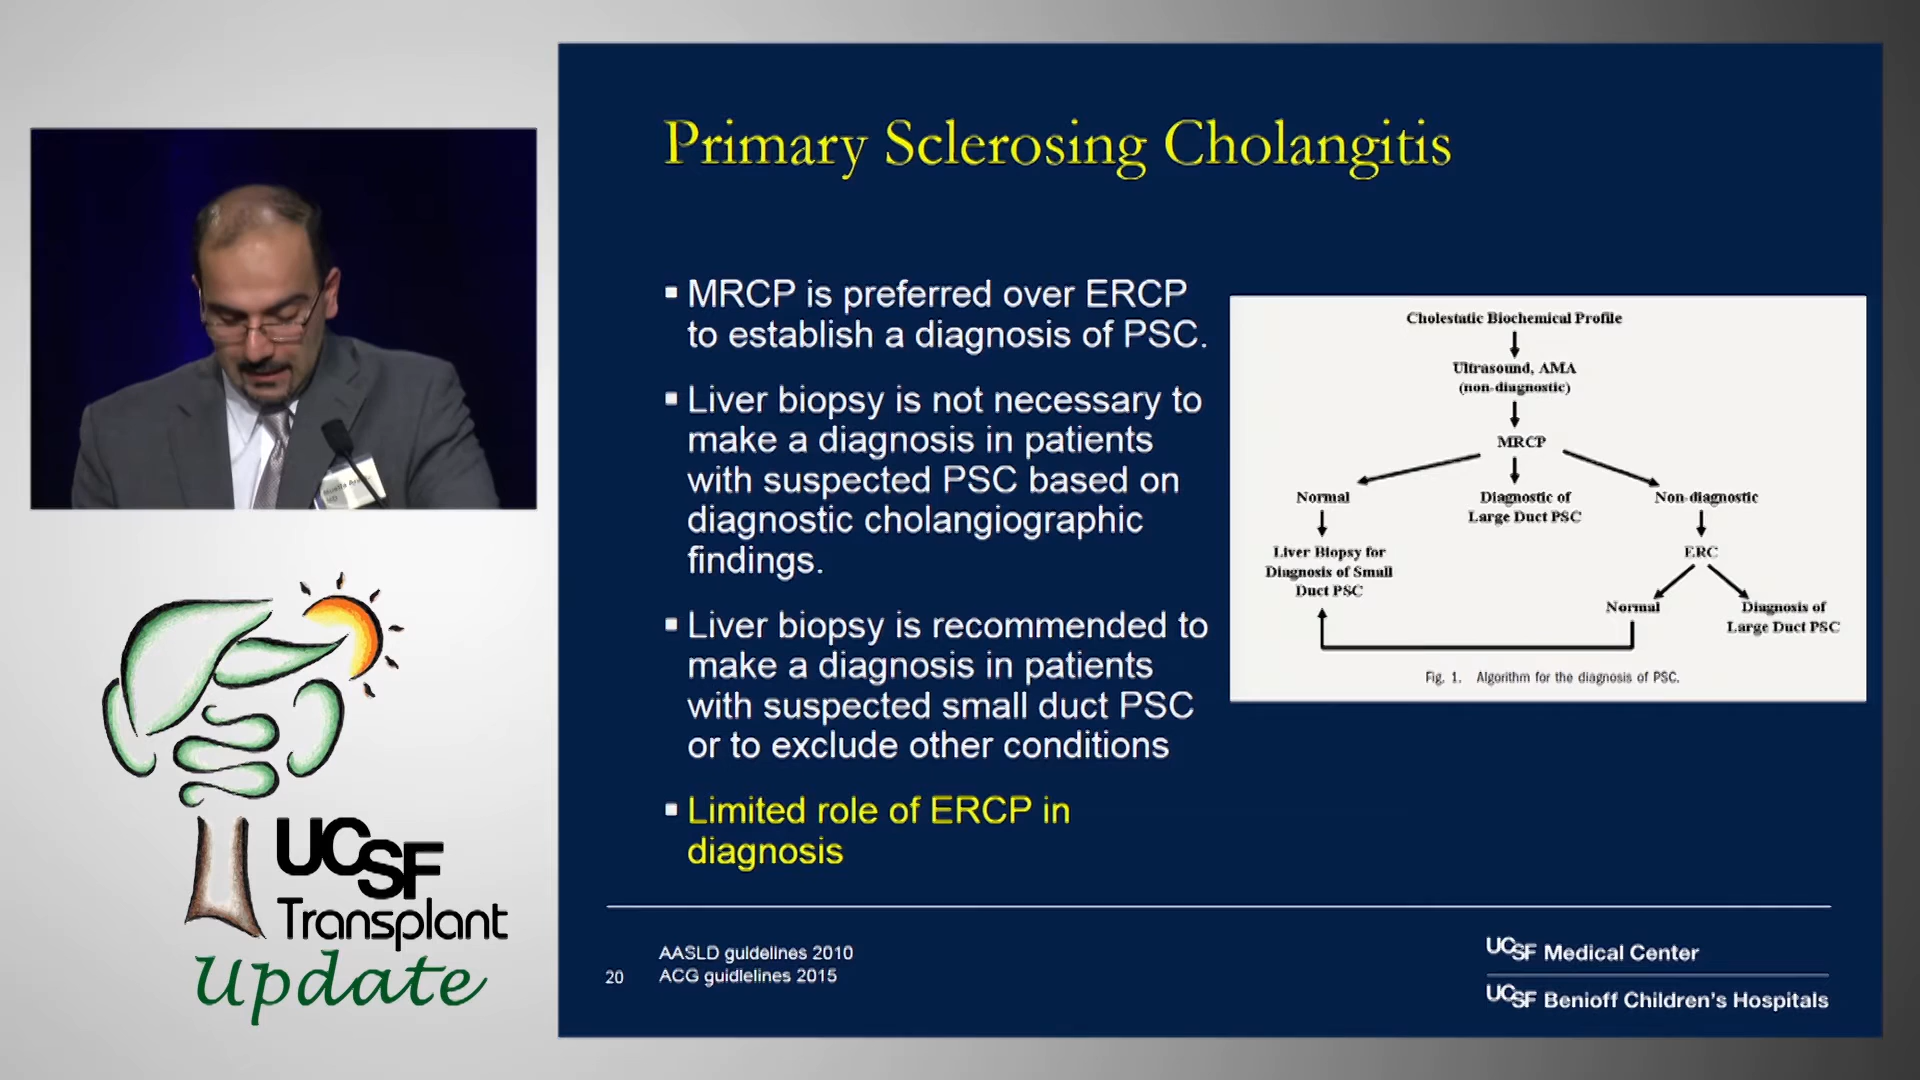 Primary Sclerosing Cholangitis
▪ MRCP is preferred over ERCP
to establish a diagnosis of PSC.
▪ Liver biopsy is not necessary to
make a diagnosis in patients
with suspected PSC based on
diagnostic cholangiographic
findings.
▪ Liver biopsy is recommended to
make a diagnosis in patients
with suspected small duct PSC
or to exclude other conditions
▪ Limited role of ERCP in
diagnosis
Cholestatic Biochemical Profile
Ultrasound, AMA
(non-diagnostic)
MRCP
Normal
Diagnostic of
Large Duct PSC
Non-diagnostic
Liver Biopsy for
Diagnosis of Small
Duct PSC
ERC
Normal
Diagnosis of
Large Duct PSC
Fig. 1. Algorithm for the diagnosis of PSC.
AASLD guidelines 2010
ACG guidlelines 2015
20
UCSF Medical Center
UCSF Benioff Children's Hospitals
UCSF
Transplant
Update
MD